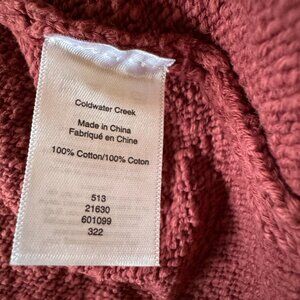 Coldwater Creek
Made in China
Fabriqué en Chine
100% Cotton/100% Coton
513
21630
601099
322